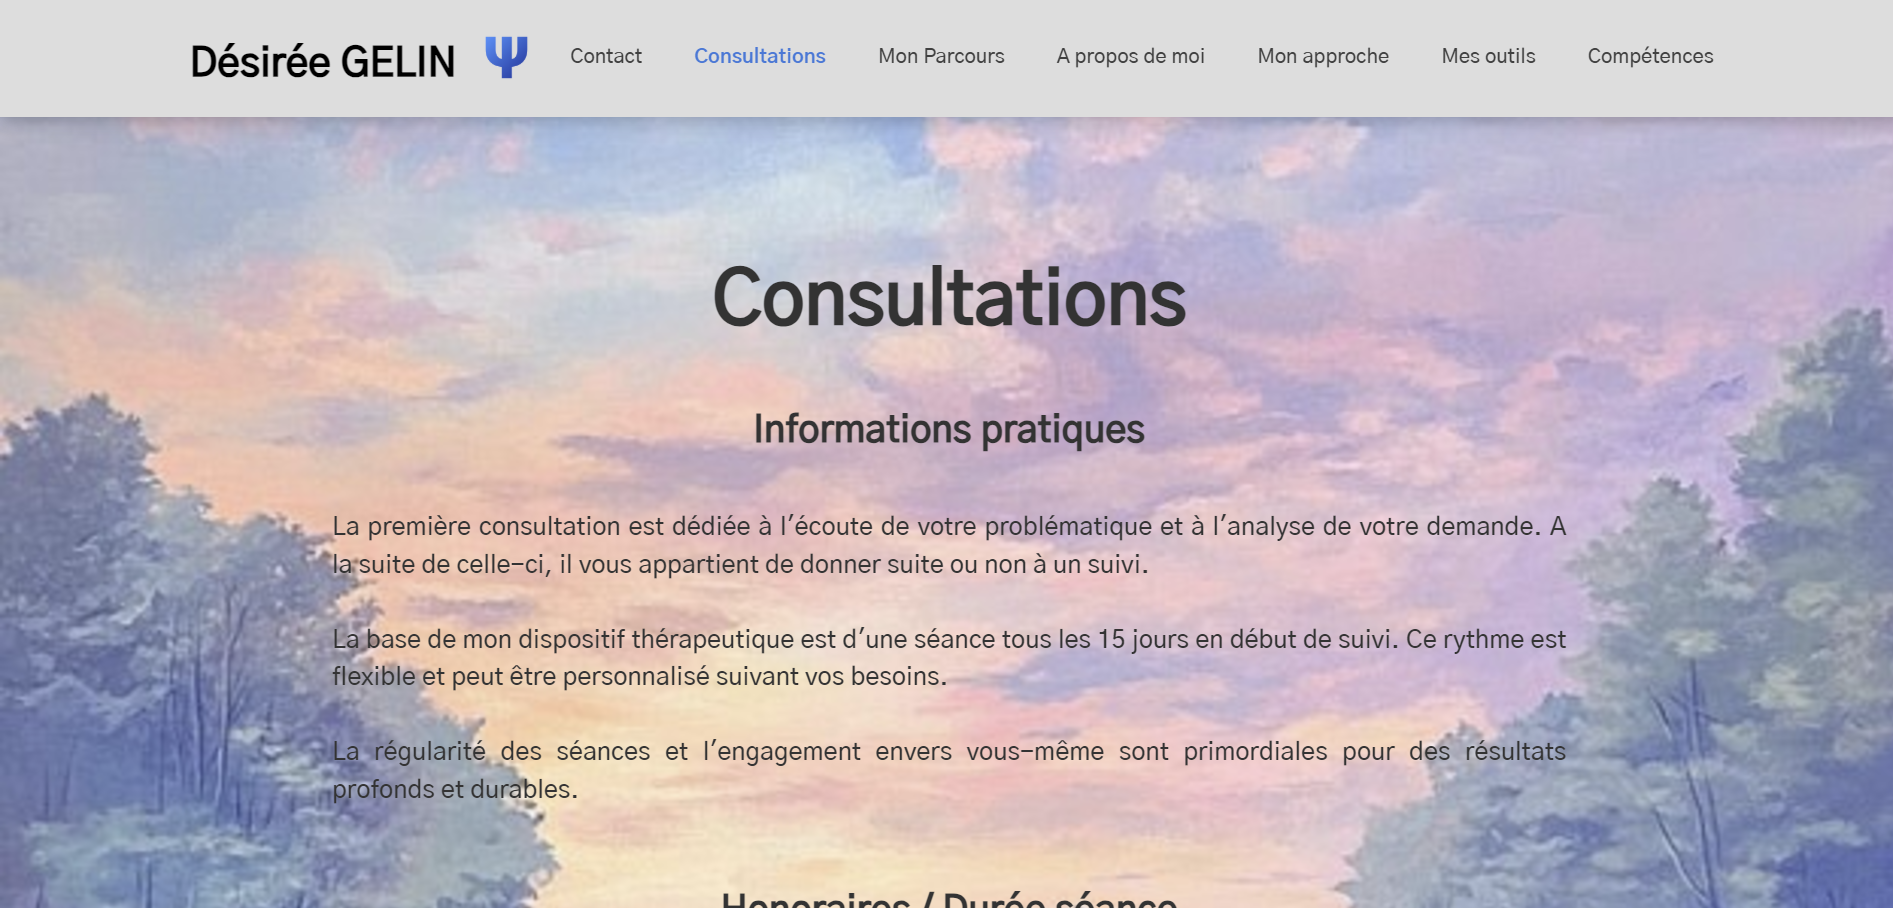 Désirée GELIN Ψ Contact Consultations Mon Parcours A propos de moi Mon approche Mes outils Compétences
Consultations
Informations pratiques
La première consultation est dédiée à l'écoute de votre problématique et à l'analyse de votre demande. A
la suite de celle-ci, il vous appartient de donner suite ou non à un suivi.
La base de mon dispositif thérapeutique est d'une séance tous les 15 jours en début de suivi. Ce rythme est
flexible et peut être personnalisé suivant vos besoins.
La régularité des séances et l'engagement envers vous-même sont primordiales pour des résultats
profonds et durables.
Honoraires / Durée séance